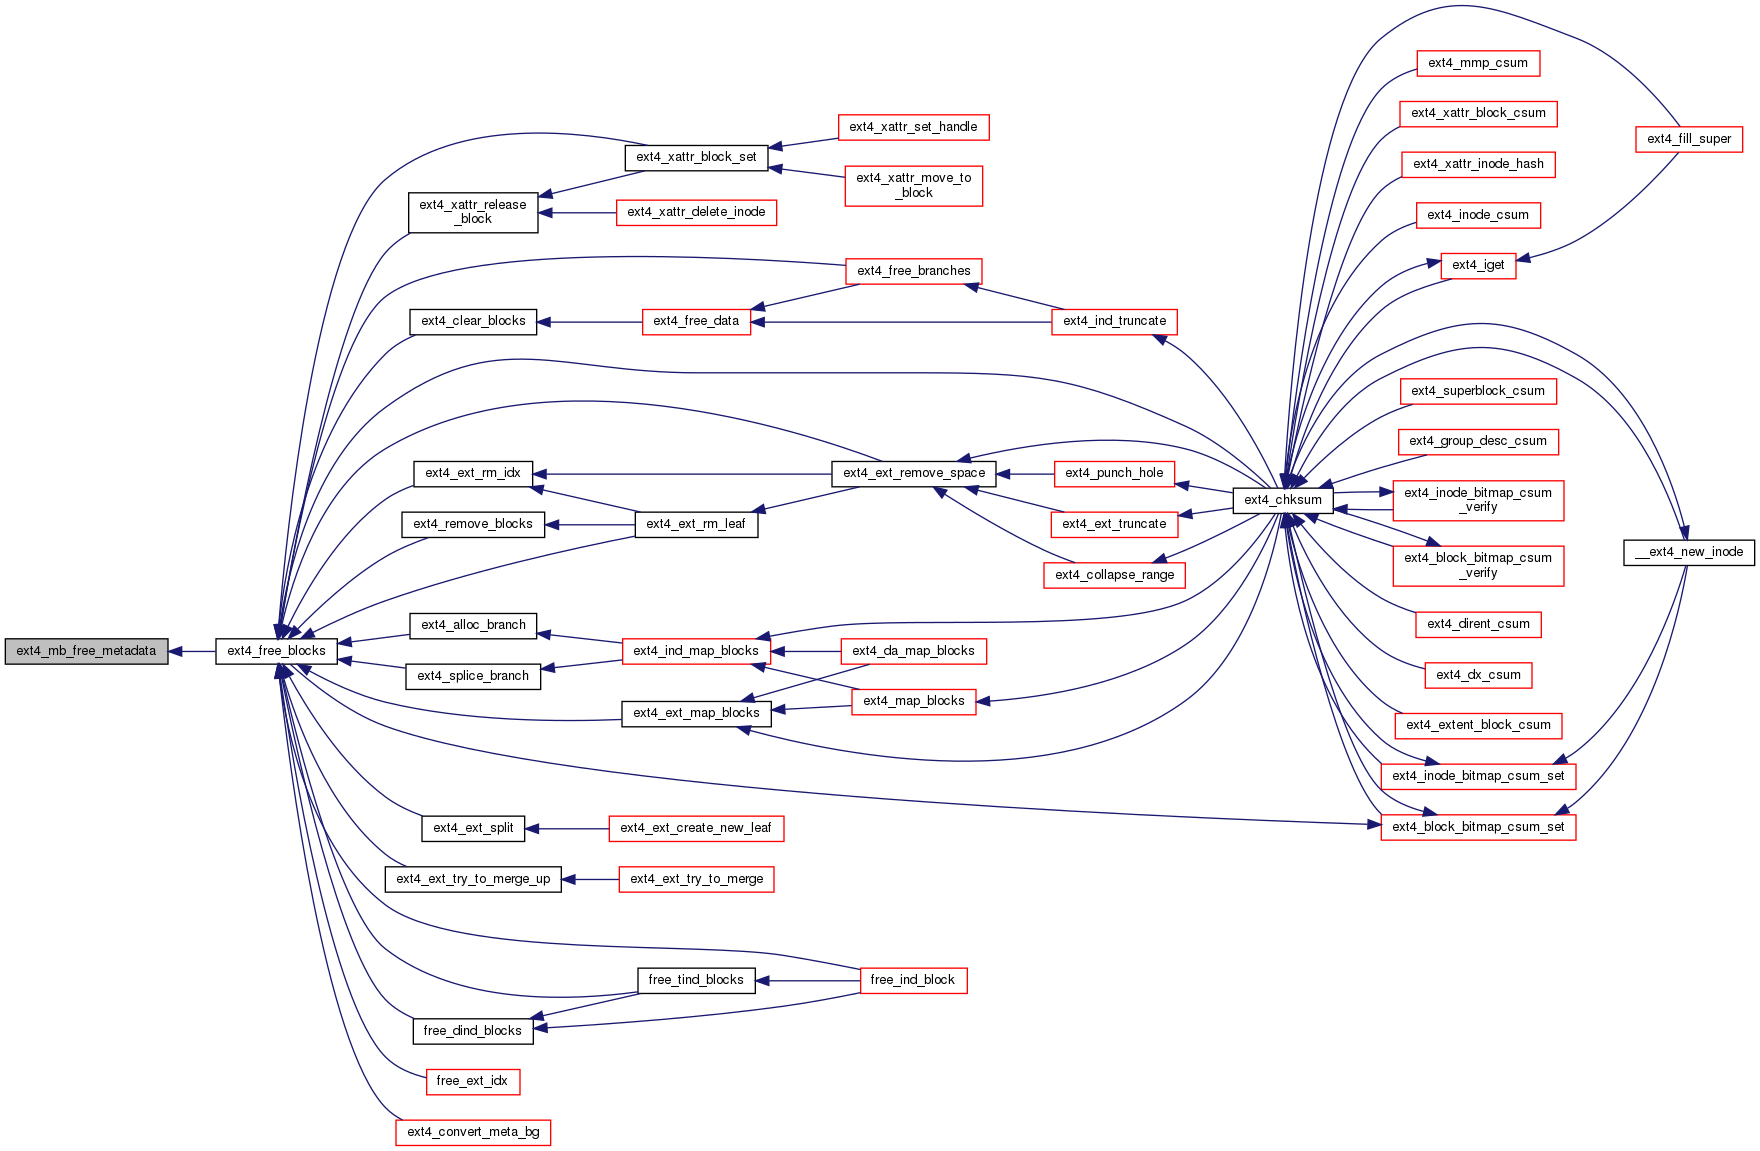 ext4_mb_free_metadata
ext4_free_blocks
ext4_xattr_release
_block
ext4_clear_blocks
ext4_ext_rm_idx
ext4_remove_blocks
ext4_alloc_branch
ext4_splice_branch
ext4_ext_split
ext4_ext_try_to_merge_up
free_dind_blocks
free_ext_idx
ext4_convert_meta_bg
ext4_xattr_block_set
ext4_xattr_delete_inode
ext4_free_data
ext4_ext_rm_leaf
ext4_ind_map_blocks
ext4_ext_map_blocks
ext4_ext_create_new_leaf
ext4_ext_try_to_merge
free_tind_blocks
ext4_xattr_set_handle
ext4_xattr_move_to
_block
ext4_free_branches
ext4_ext_remove_space
ext4_da_map_blocks
ext4_map_blocks
free_ind_block
ext4_ind_truncate
ext4_punch_hole
ext4_ext_truncate
ext4_collapse_range
ext4_chksum
ext4_mmp_csum
ext4_xattr_block_csum
ext4_xattr_inode_hash
ext4_inode_csum
ext4_iget
ext4_superblock_csum
ext4_group_desc_csum
ext4_inode_bitmap_csum
_verify
ext4_block_bitmap_csum
_verify
ext4_dirent_csum
ext4_dx_csum
ext4_extent_block_csum
ext4_inode_bitmap_csum_set
ext4_block_bitmap_csum_set
ext4_fill_super
__ext4_new_inode